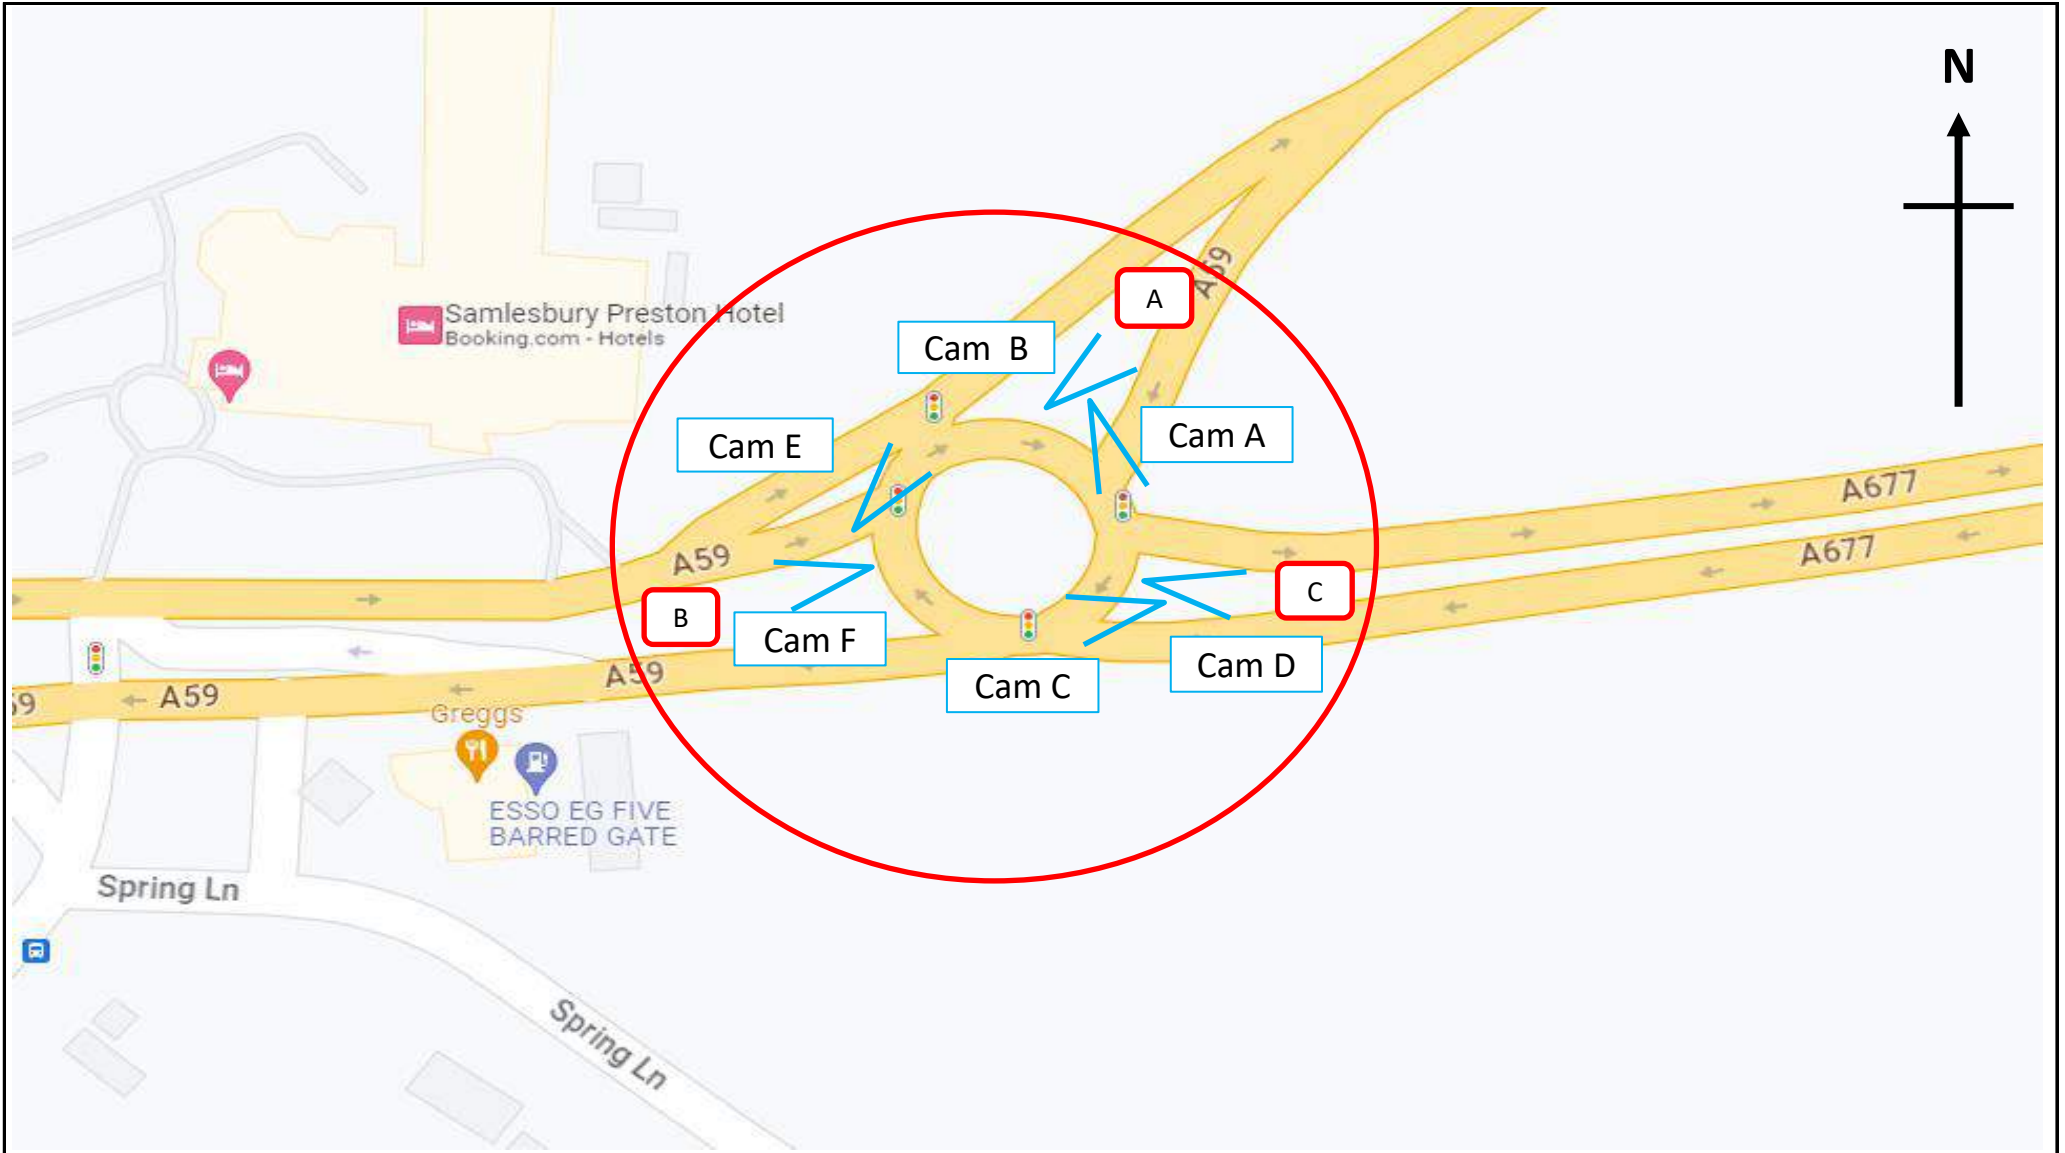 N
A59
A
Samlesbury Preston Hotel
Booking.com - Hotels
Cam B
Cam E
Cam A
A677
A59
A677
C
B
Cam F
Cam D
A59
Cam C
59
A59
Greggs
ESSO EG FIVE
BARRED GATE
Spring Ln
Spring Ln